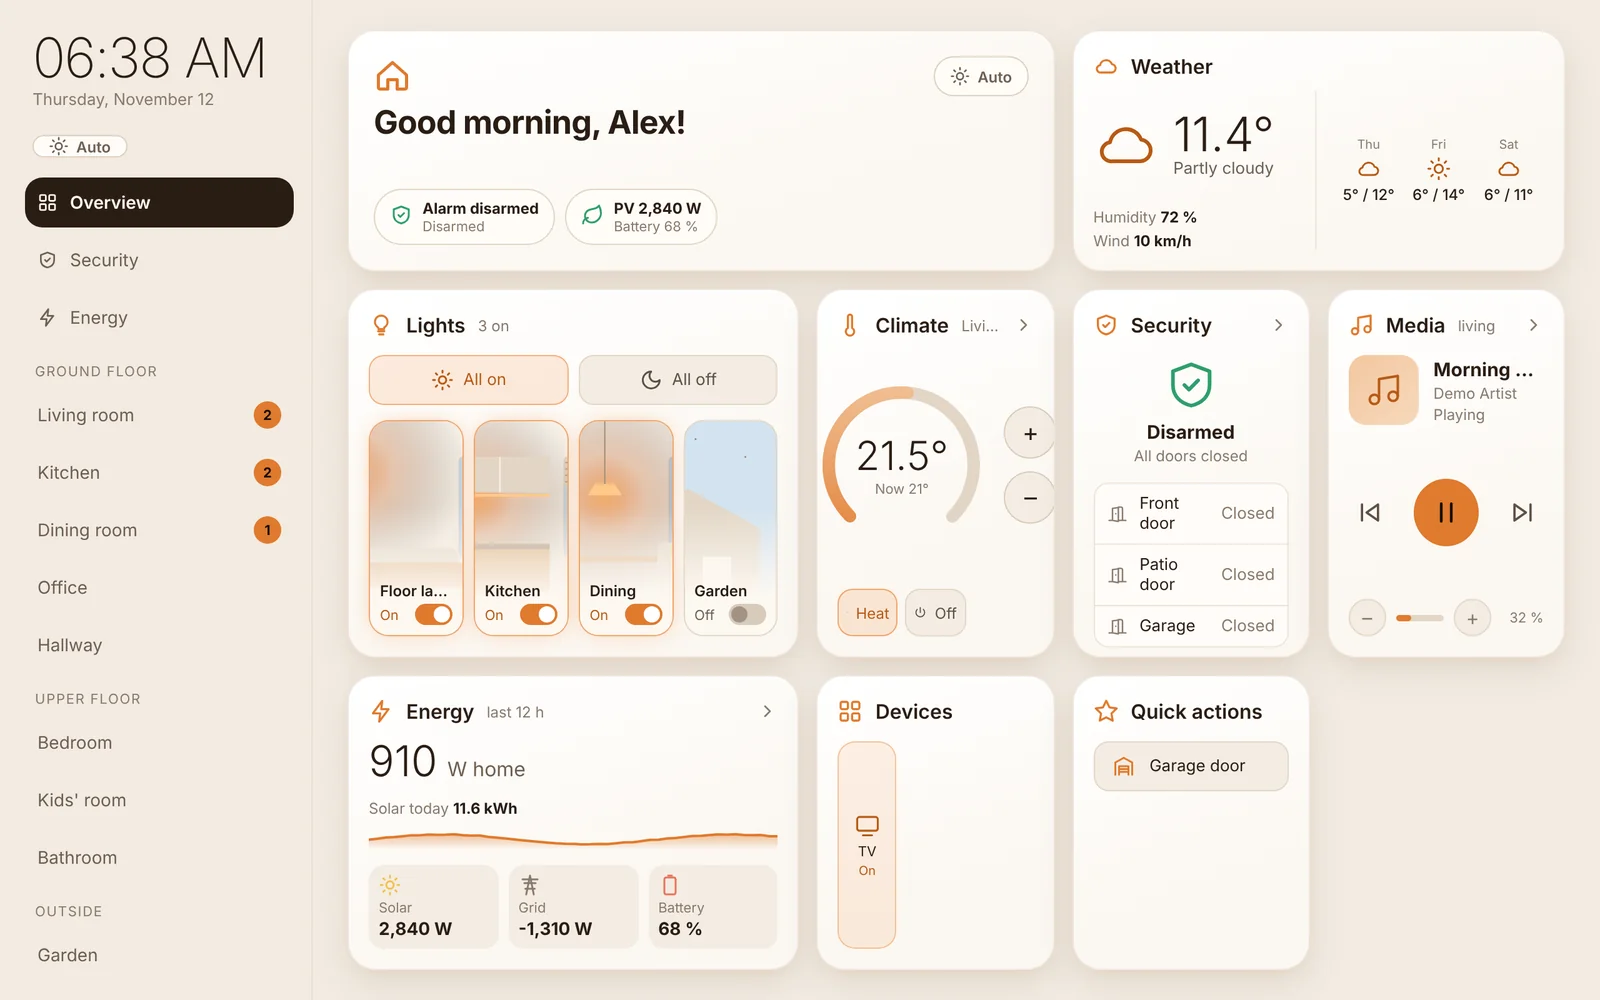 06:38 AM
Thursday, November 12
Auto
Overview
Security
Energy
GROUND FLOOR
Living room 2
Kitchen 2
Dining room 1
Office
Hallway
UPPER FLOOR
Bedroom
Kids' room
Bathroom
OUTSIDE
Garden
Auto
Good morning, Alex!
Alarm disarmed
Disarmed
PV 2,840 W
Battery 68 %
Weather
11.4°
Partly cloudy
Humidity 72 %
Wind 10 km/h
Thu Fri Sat
5° / 12° 6° / 14° 6° / 11°
Lights 3 on
All on All off
Floor la... Kitchen Dining Garden
On On On Off
Climate Livi...
21.5°
Now 21°
+
−
Heat Off
Security
Disarmed
All doors closed
Front door Closed
Patio door Closed
Garage Closed
Media living
Morning ...
Demo Artist
Playing
− + 32 %
Energy last 12 h
910 W home
Solar today 11.6 kWh
Solar
2,840 W
Grid
-1,310 W
Battery
68 %
Devices
TV
On
Quick actions
Garage door